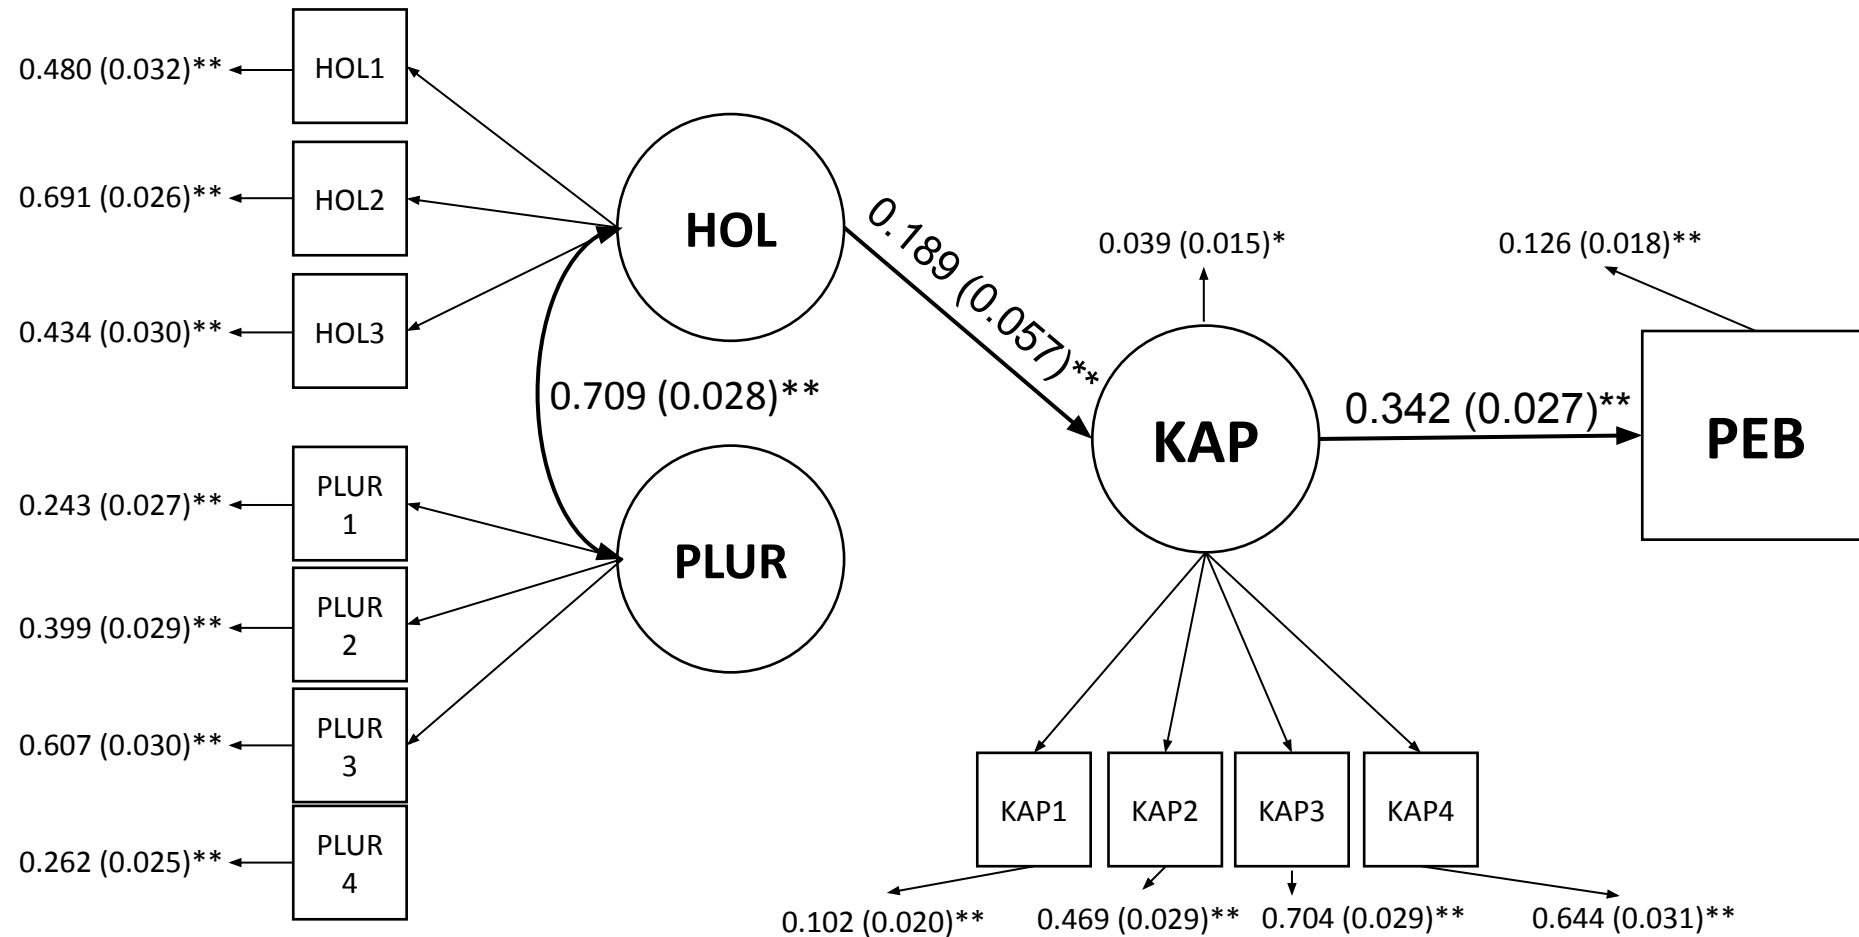 0.480 (0.032)**
HOL1
0.691 (0.026)**
HOL2
0.434 (0.030)**
HOL3
HOL
0.189 (0.057)**
0.039 (0.015)*
0.126 (0.018)**
0.709 (0.028)**
KAP
0.342 (0.027)**
PEB
0.243 (0.027)**
PLUR
1
0.399 (0.029)**
PLUR
2
PLUR
0.607 (0.030)**
PLUR
3
0.262 (0.025)**
PLUR
4
KAP1
KAP2
KAP3
KAP4
0.102 (0.020)**
0.469 (0.029)**
0.704 (0.029)**
0.644 (0.031)**